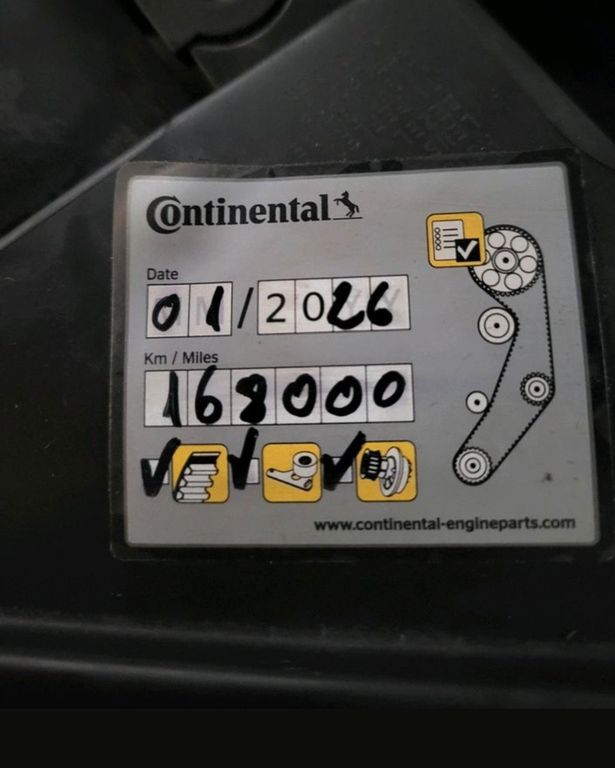 Continental
Date
01/2026
Km / Miles
168000
www.continental-engineparts.com